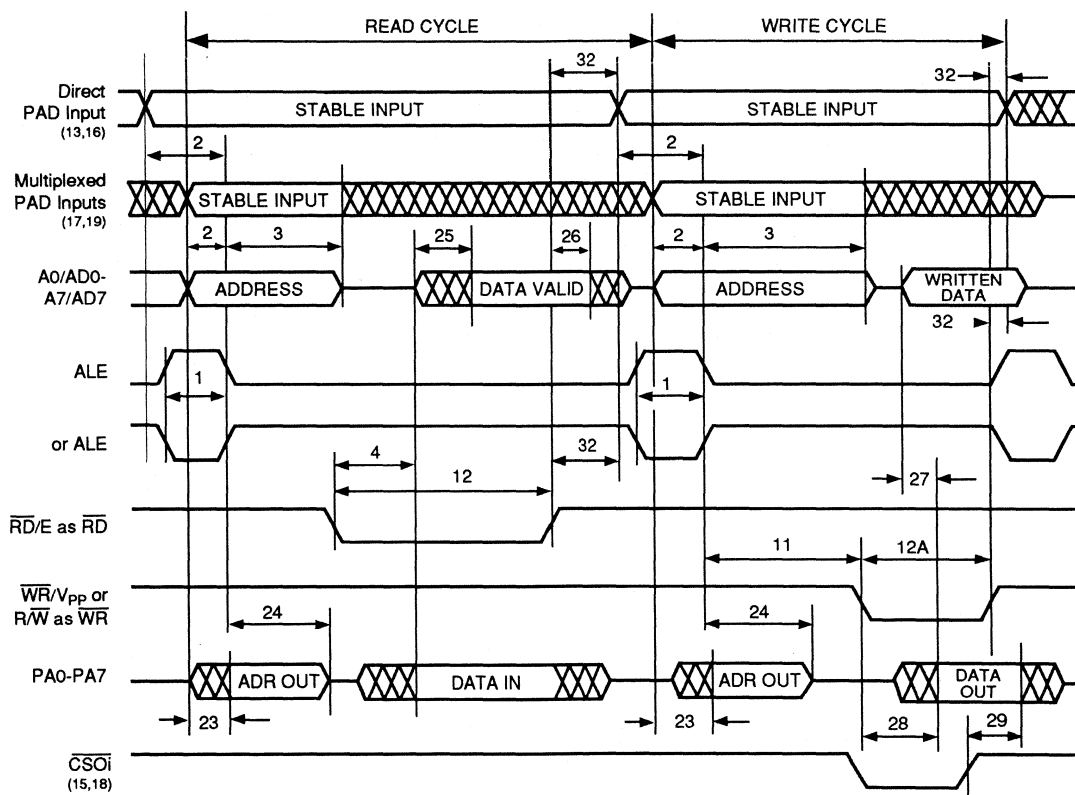 READ CYCLE
WRITE CYCLE
32
32
Direct
PAD Input
(13,16)
STABLE INPUT
STABLE INPUT
2
2
Multiplexed
PAD Inputs
(17,19)
STABLE INPUT
STABLE INPUT
2
3
25
26
2
3
A0/AD0-
A7/AD7
ADDRESS
DATA VALID
ADDRESS
WRITTEN
DATA
32
ALE
1
1
or ALE
4
32
12
27
RD/E as RD
11
12A
WR/VPP or
R/W as WR
24
24
PA0-PA7
ADR OUT
DATA IN
ADR OUT
DATA
OUT
23
23
28
29
CSOi
(15,18)